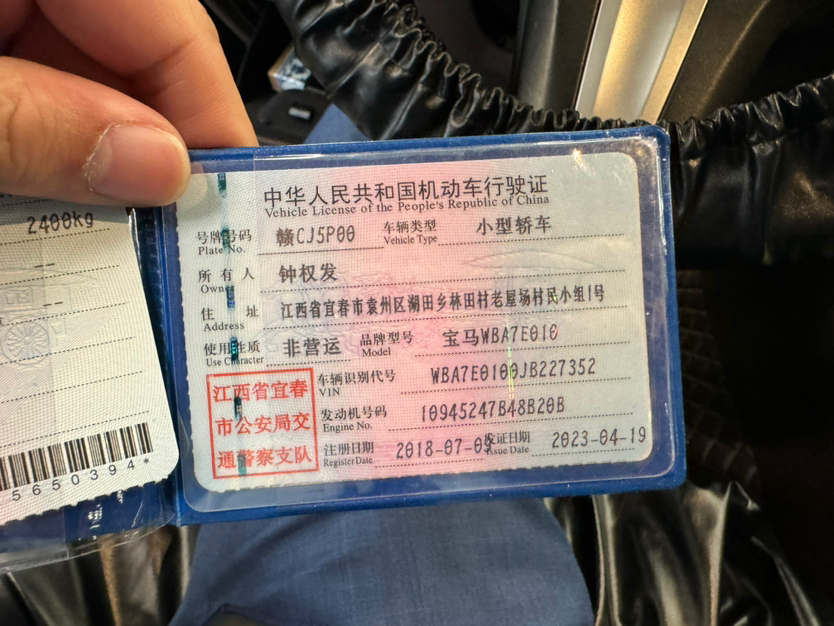 2400kg
--
5650394*
中华人民共和国机动车行驶证
Vehicle License of the People's Republic of China
号牌号码 赣CJ5P00 车辆类型 小型轿车
Plate No. Vehicle Type
所有人 钟权发
Owner
住址 江西省宜春市袁州区湖田乡林田村老屋场村民小组1号
Address
使用性质 非营运 品牌型号 宝马WBA7E010
Use Character Model
江西省宜春
市公安局交
通警察支队
车辆识别代号 WBA7E0100JB227352
VIN
发动机号码 10945247B48B20B
Engine No.
注册日期 2018-07-09 发证日期 2023-04-19
Register Date Issue Date